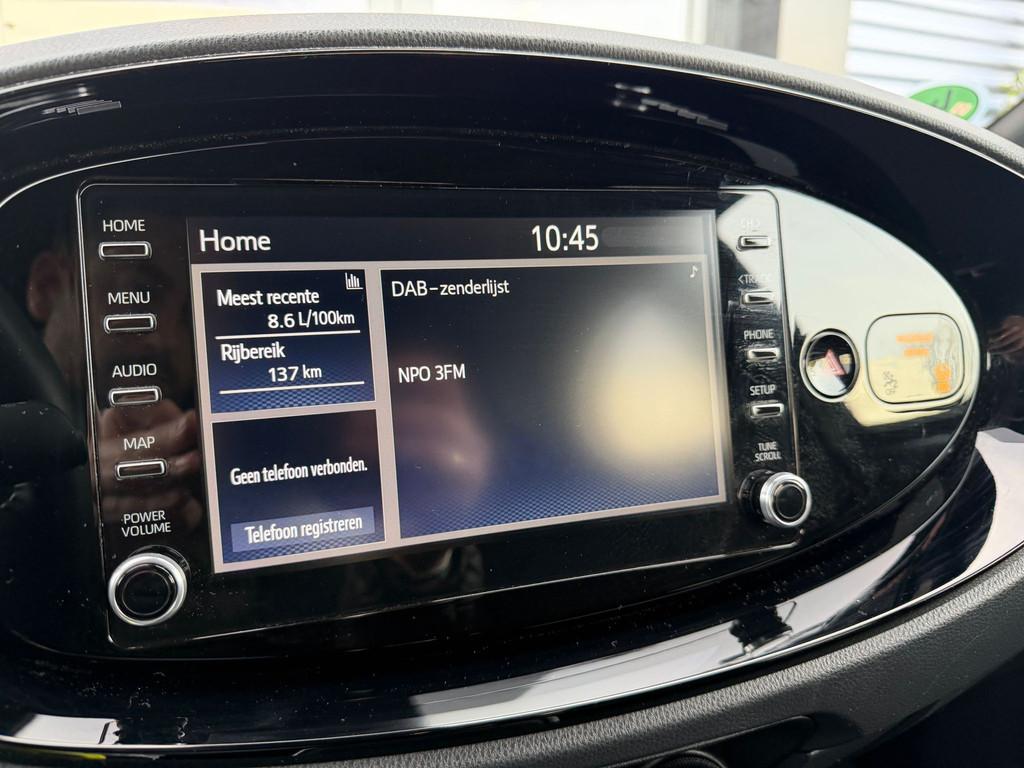 HOME
MENU
AUDIO
MAP
POWER
VOLUME
Home
10:45
Meest recente
8.6 L/100km
Rijbereik
137 km
Geen telefoon verbonden.
Telefoon registreren
DAB-zenderlijst
NPO 3FM
<TRACK
PHONE
SETUP
TUNE
SCROLL